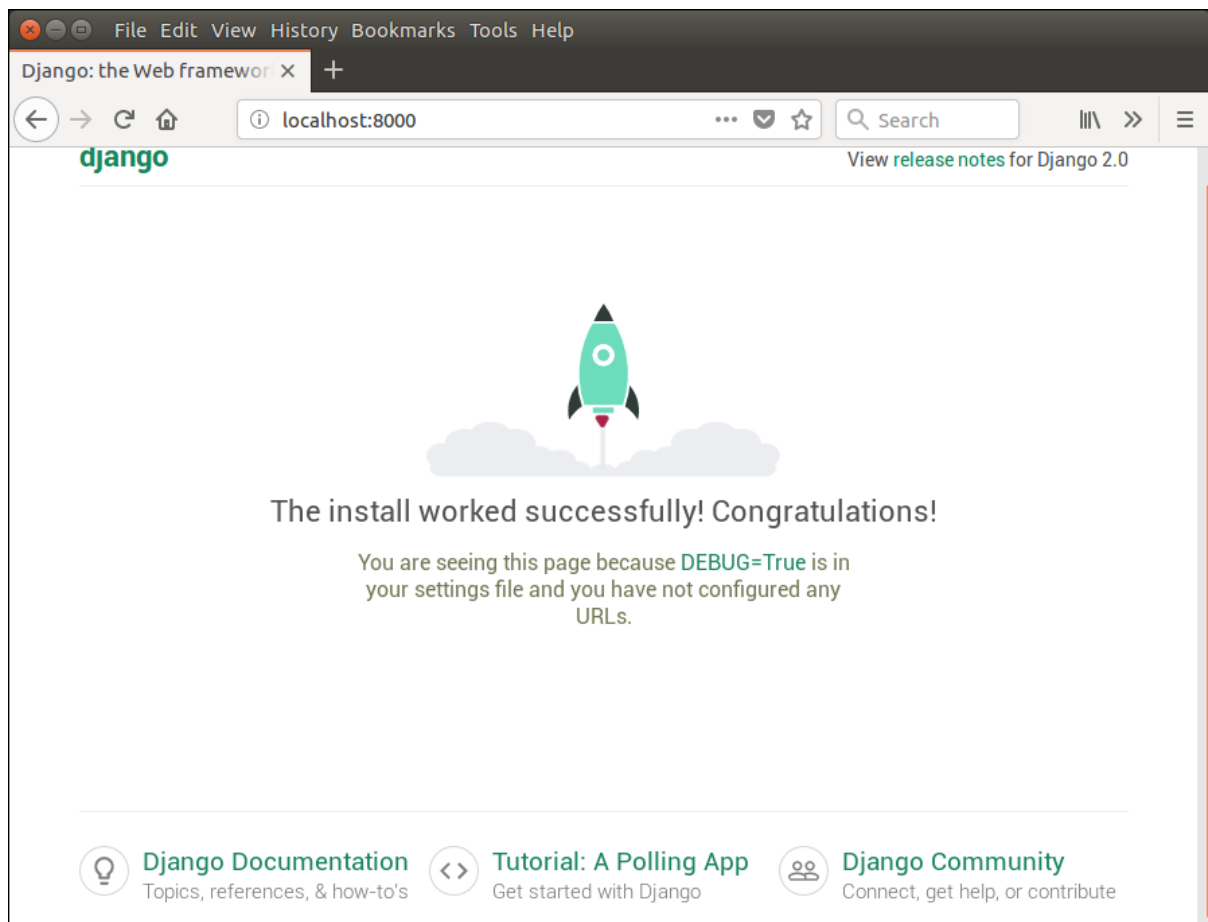 File Edit View History Bookmarks Tools Help
Django: the Web framewor
localhost:8000
Search
django
View release notes for Django 2.0
The install worked successfully! Congratulations!
You are seeing this page because DEBUG=True is in
your settings file and you have not configured any
URLs.
Django Documentation
Topics, references, & how-to's
Tutorial: A Polling App
Get started with Django
Django Community
Connect, get help, or contribute